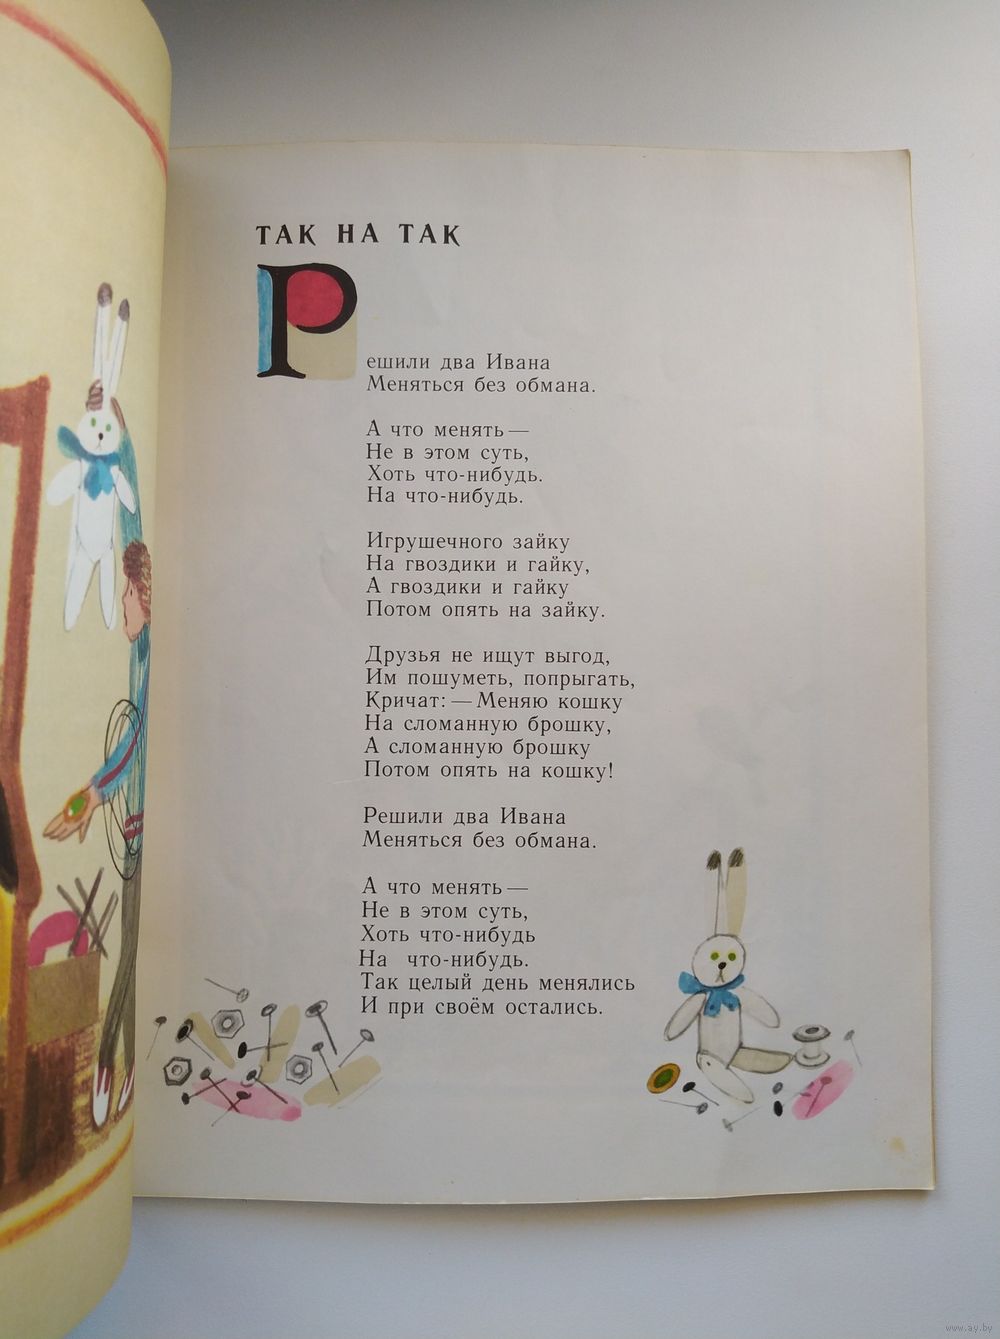 ТАК НА ТАК
Решили два Ивана
Меняться без обмана.
А что менять —
Не в этом суть,
Хоть что-нибудь.
На что-нибудь.
Игрушечного зайку
На гвоздики и гайку,
А гвоздики и гайку
Потом опять на зайку.
Друзья не ищут выгод,
Им пошуметь, попрыгать,
Кричат: — Меняю кошку
На сломанную брошку,
А сломанную брошку
Потом опять на кошку!
Решили два Ивана
Меняться без обмана.
А что менять —
Не в этом суть,
Хоть что-нибудь
На что-нибудь.
Так целый день менялись
И при своём остались.
www.ay.by